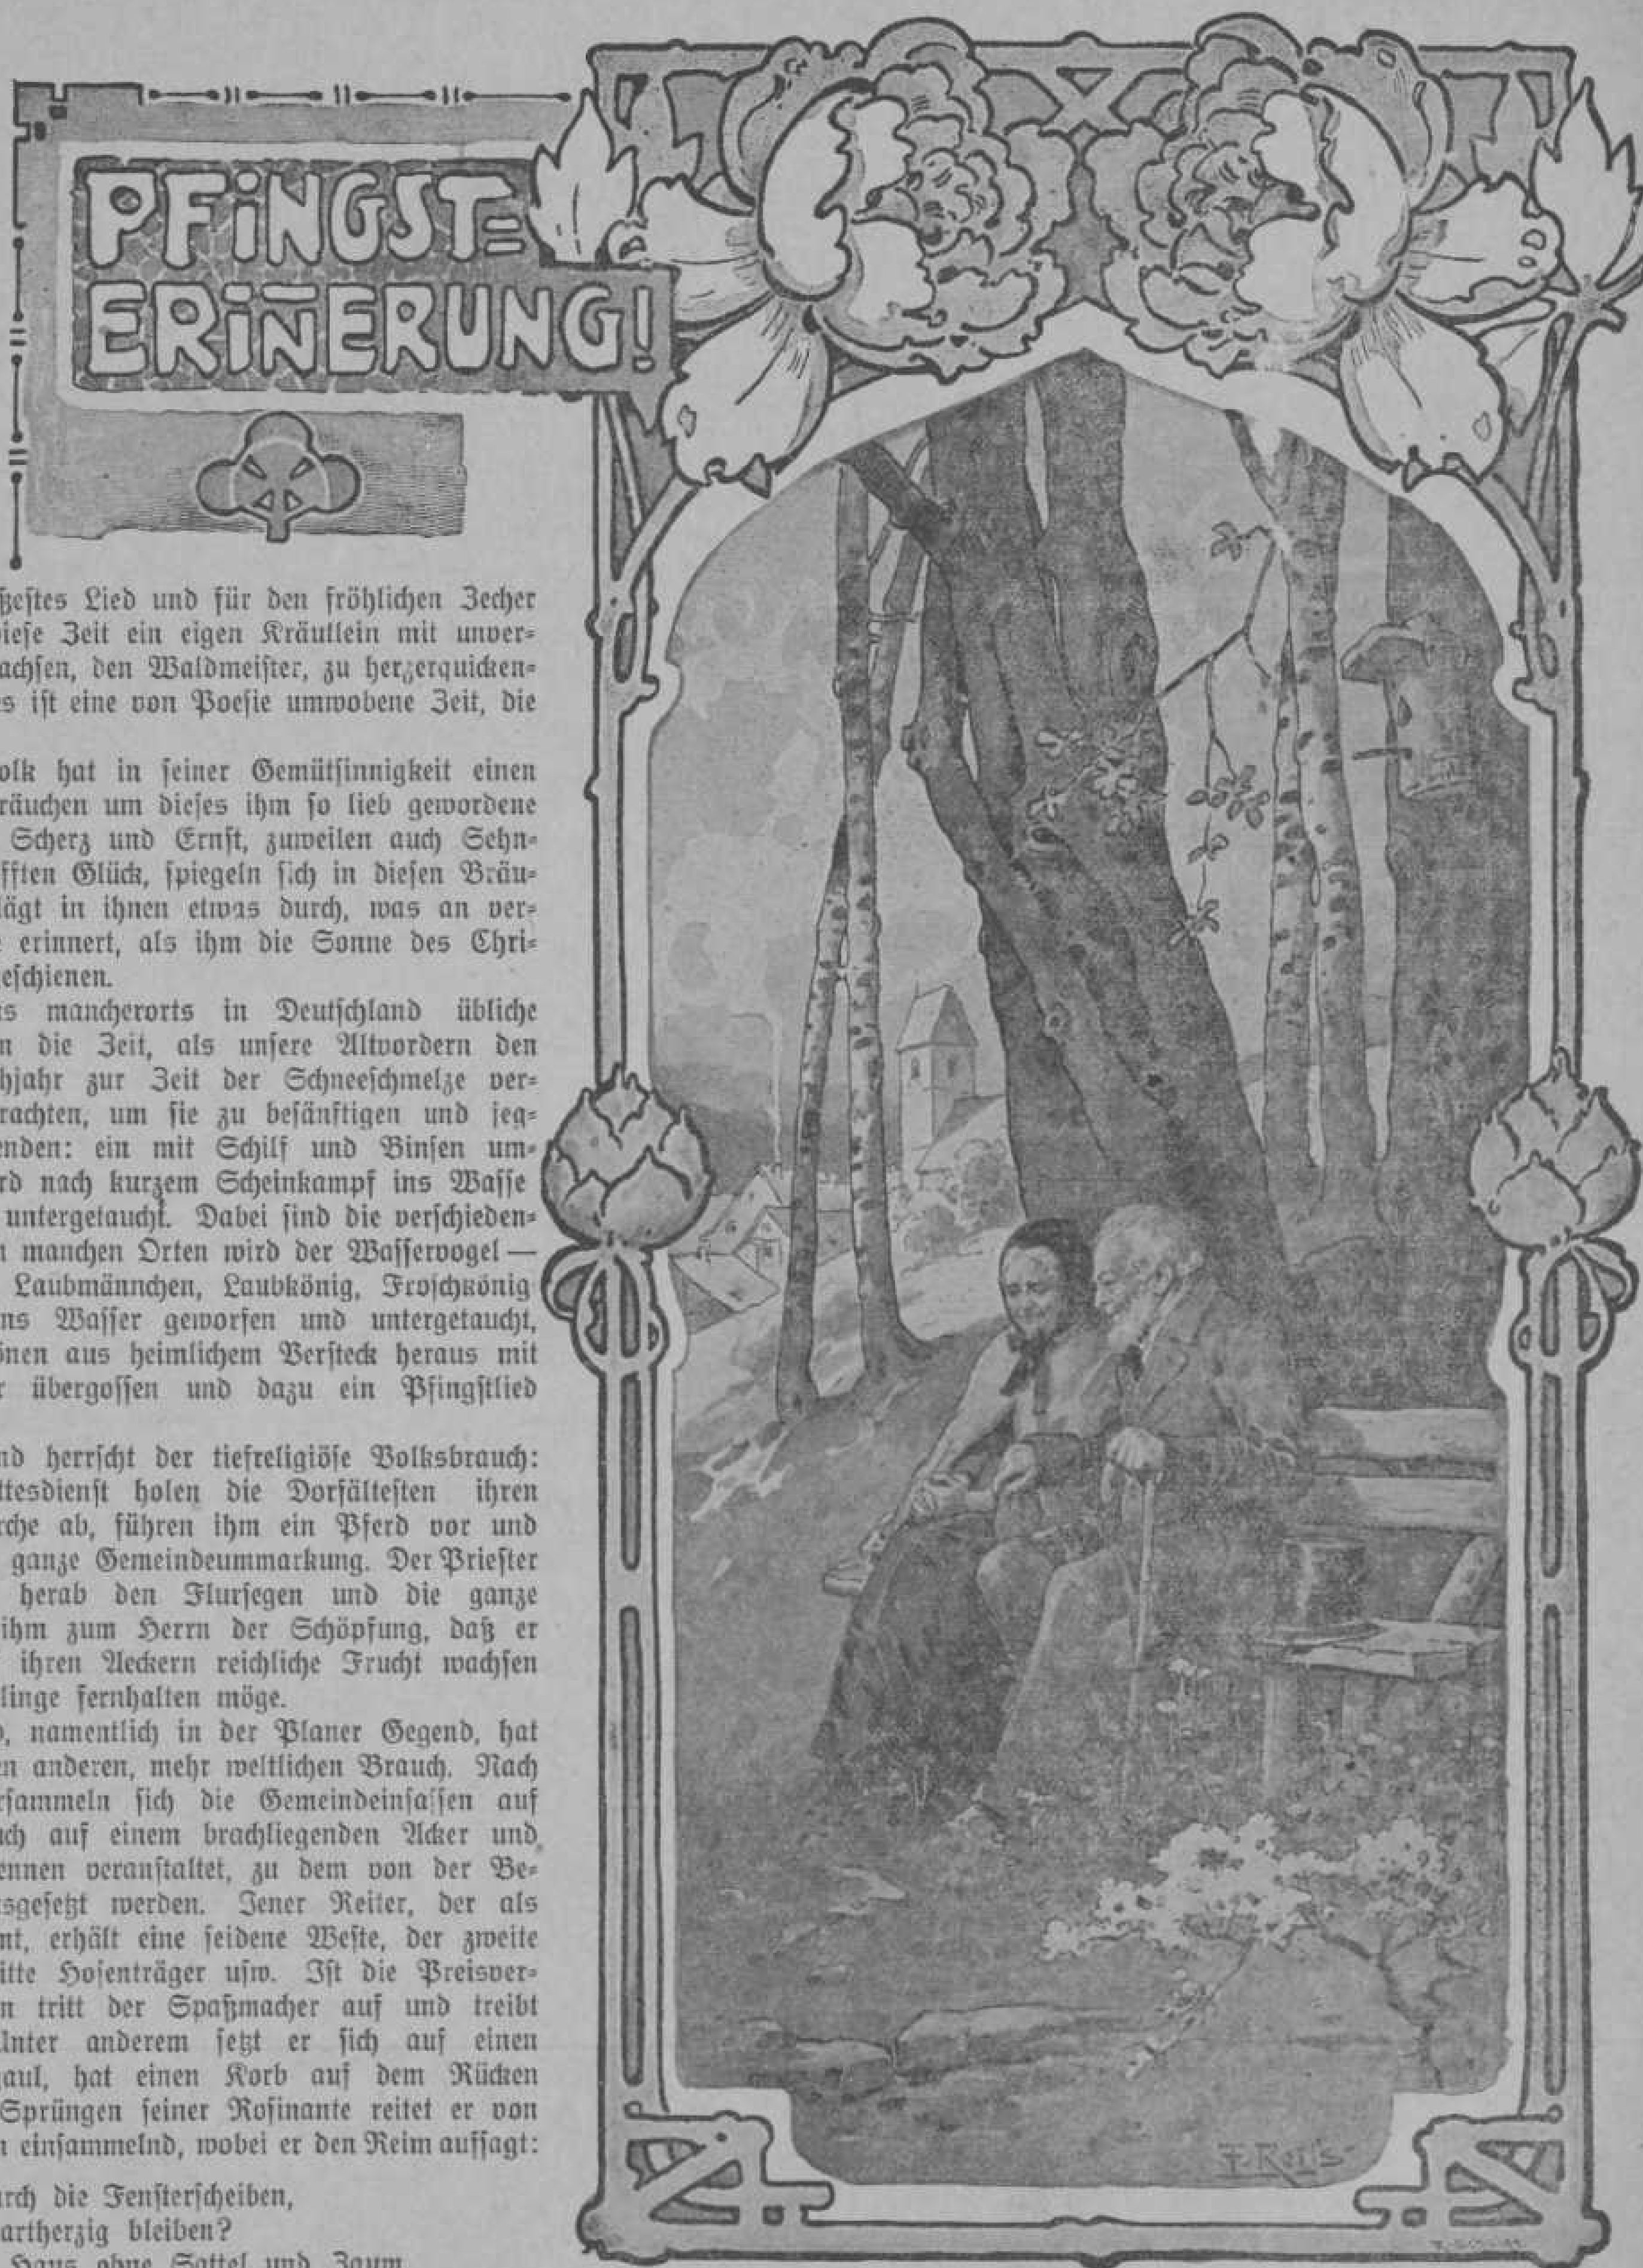 PFiNGST=
ERiN̄ERUNG!
ßestes Lied und für den fröhlichen Zecher
diese Zeit ein eigen Kräutlein mit unver=
achsen, den Waldmeister, zu herzerquicken=
s ist eine von Poesie umwobene Zeit, die
olk hat in seiner Gemütsinnigkeit einen
räuchen um dieses ihm so lieb gewordene
Scherz und Ernst, zuweilen auch Sehn=
fften Glück, spiegeln sich in diesen Bräu=
lägt in ihnen etwas durch, was an ver=
e erinnert, als ihm die Sonne des Chri=
eschienen.
s mancherorts in Deutschland übliche
n die Zeit, als unsere Altvordern den
hjahr zur Zeit der Schneeschmelze ver=
rachten, um sie zu besänftigen und jeg=
enden: ein mit Schilf und Binsen um=
rd nach kurzem Scheinkampf ins Wasse
untergetaucht. Dabei sind die verschieden=
n manchen Orten wird der Wasservogel —
Laubmännchen, Laubkönig, Froschkönig
ns Wasser geworfen und untergetaucht,
önen aus heimlichem Versteck heraus mit
r übergossen und dazu ein Pfingstlied
nd herrscht der tiefreligiöse Volksbrauch:
ttesdienst holen die Dorfältesten ihren
rche ab, führen ihm ein Pferd vor und
ganze Gemeindeummarkung. Der Priester
herab den Flursegen und die ganze
ihm zum Herrn der Schöpfung, daß er
ihren Aeckern reichliche Frucht wachsen
linge fernhalten möge.
, namentlich in der Planer Gegend, hat
n anderen, mehr weltlichen Brauch. Nach
rsammeln sich die Gemeindeinsassen auf
uch auf einem brachliegenden Acker und
ennen veranstaltet, zu dem von der Be=
sgesetzt werden. Jener Reiter, der als
mt, erhält eine seidene Weste, der zweite
itte Hosenträger usw. Ist die Preisver=
n tritt der Spaßmacher auf und treibt
Unter anderem setzt er sich auf einen
aul, hat einen Korb auf dem Rücken
Sprüngen seiner Rosinante reitet er von
n einsammelnd, wobei er den Reim aufsagt:
urch die Fensterscheiben,
artherzig bleiben?
Haus ohne Sattel und Zaum